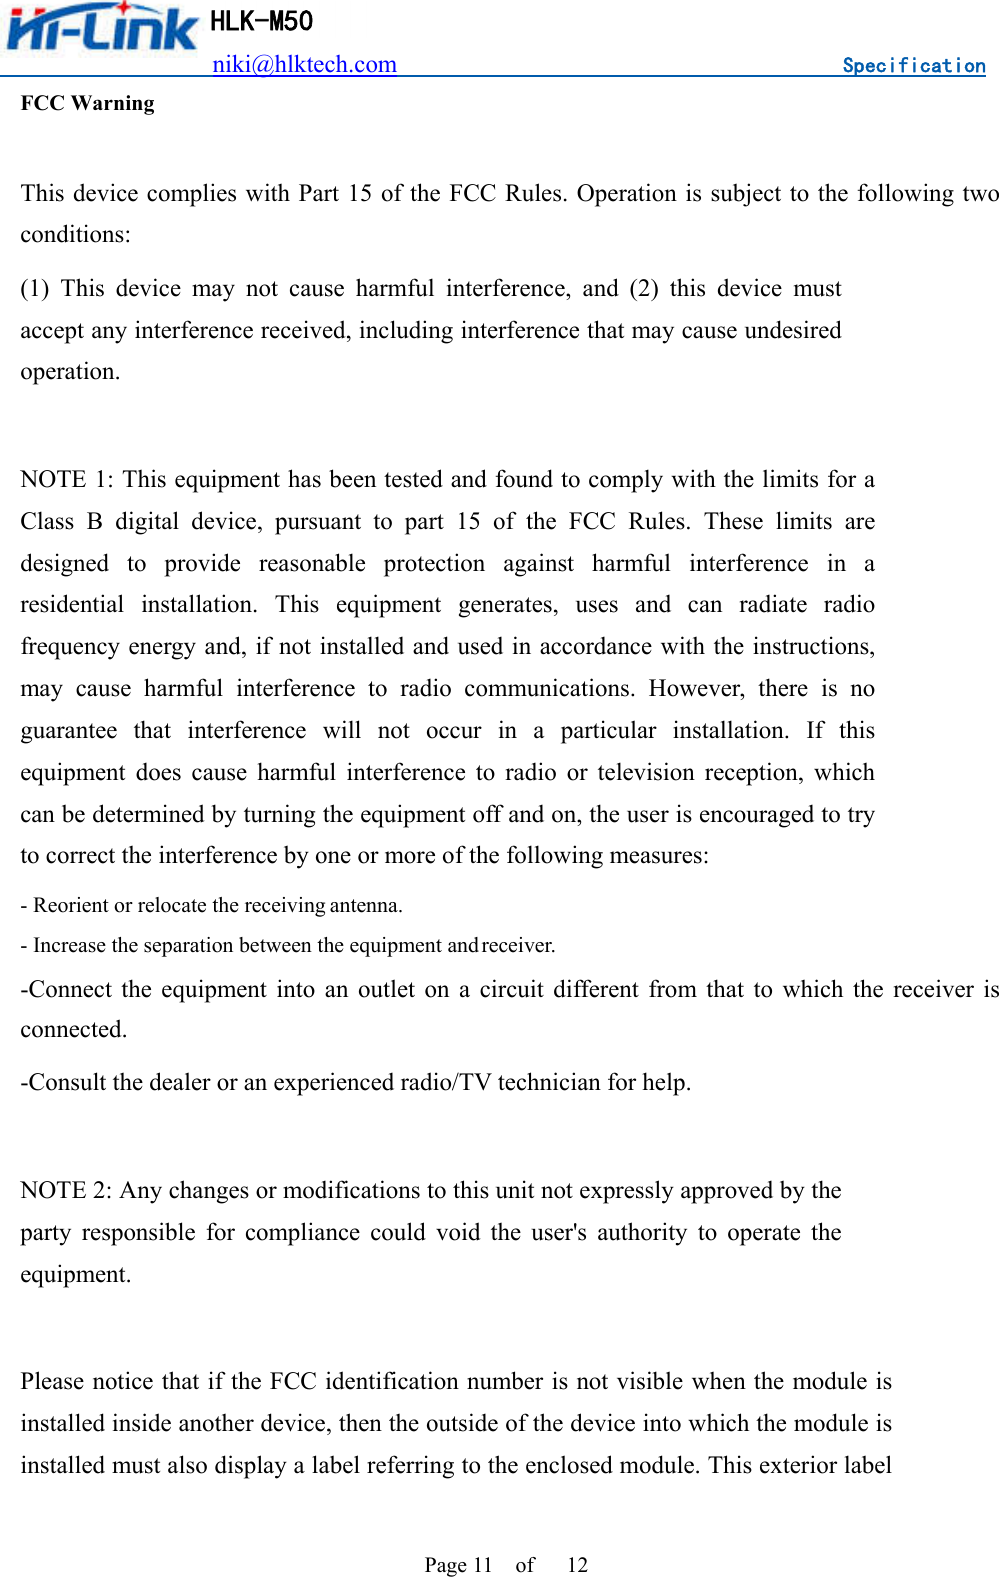 Hi-Link HLK-M50
niki@hlktech.com Specification
FCC Warning
This device complies with Part 15 of the FCC Rules. Operation is subject to the following two
conditions:
(1) This device may not cause harmful interference, and (2) this device must
accept any interference received, including interference that may cause undesired
operation.
NOTE 1: This equipment has been tested and found to comply with the limits for a
Class B digital device, pursuant to part 15 of the FCC Rules. These limits are
designed to provide reasonable protection against harmful interference in a
residential installation. This equipment generates, uses and can radiate radio
frequency energy and, if not installed and used in accordance with the instructions,
may cause harmful interference to radio communications. However, there is no
guarantee that interference will not occur in a particular installation. If this
equipment does cause harmful interference to radio or television reception, which
can be determined by turning the equipment off and on, the user is encouraged to try
to correct the interference by one or more of the following measures:
- Reorient or relocate the receiving antenna.
- Increase the separation between the equipment and receiver.
-Connect the equipment into an outlet on a circuit different from that to which the receiver is
connected.
-Consult the dealer or an experienced radio/TV technician for help.
NOTE 2: Any changes or modifications to this unit not expressly approved by the
party responsible for compliance could void the user's authority to operate the
equipment.
Please notice that if the FCC identification number is not visible when the module is
installed inside another device, then the outside of the device into which the module is
installed must also display a label referring to the enclosed module. This exterior label
Page 11 of 12